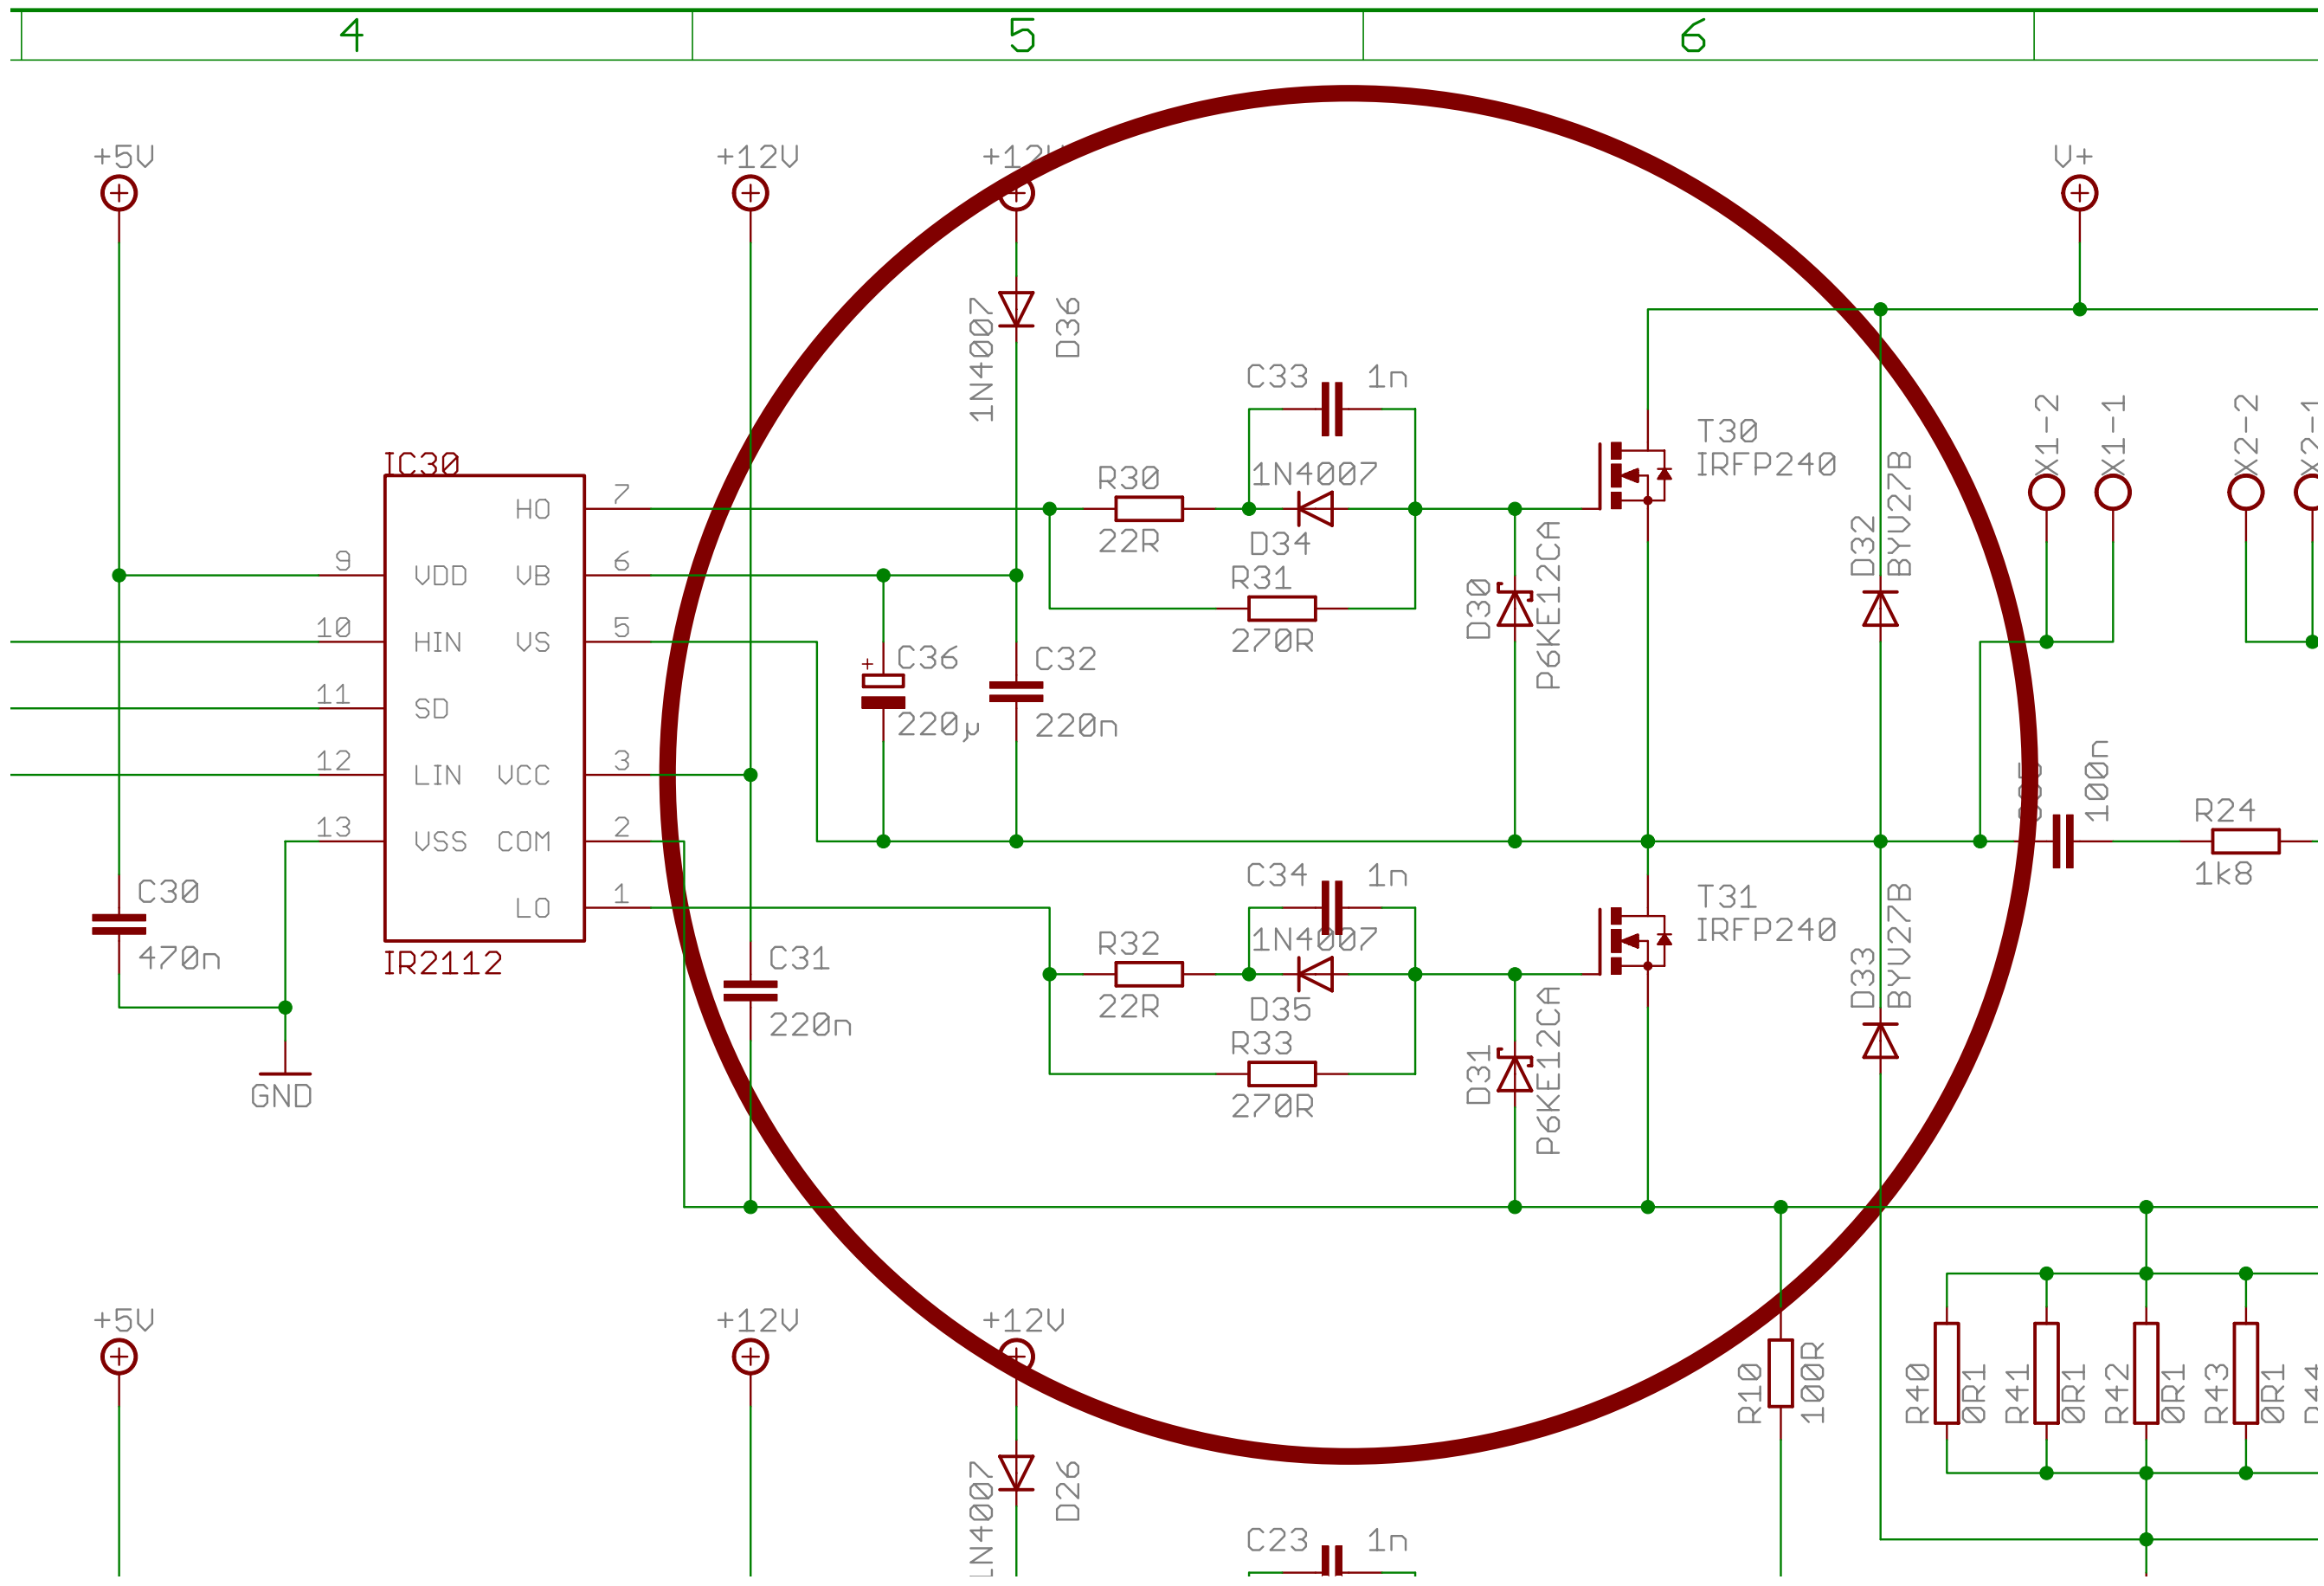 4
5
6
+5V
+12V
V+
1N4007
D36
C33
1n
X1-2
X1-1
X2-2
X2-1
T30
IRFP240
IC30
R30
1N4007
7
HO
22R
D34
D32
BYV27B
9
VDD
VB
6
R31
D30
P6KE12CA
10
HIN
VS
5
270R
C36
C32
11
SD
220µ
220n
12
LIN
VCC
3
100n
13
VSS
COM
2
R24
1k8
C34
1n
C30
LO
1
T31
IRFP240
470n
IR2112
C31
R32
1N4007
D33
BYV27B
22R
D35
220n
R33
D31
P6KE12CA
GND
270R
+5V
+12V
+12V
R10
100R
R40
0R1
R41
0R1
R42
0R1
R43
0R1
D26
C23
1n